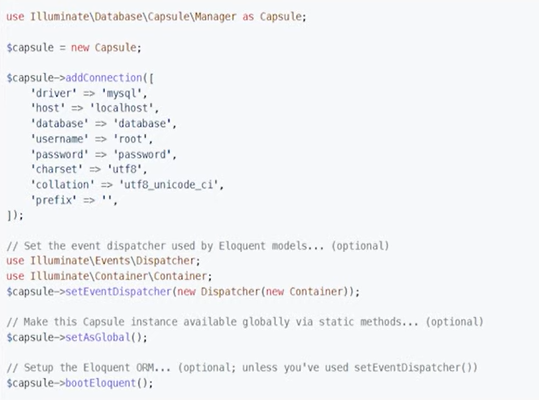 use Illuminate\Database\Capsule\Manager as Capsule;
$capsule = new Capsule;
$capsule->addConnection([
    'driver' => 'mysql',
    'host' => 'localhost',
    'database' => 'database',
    'username' => 'root',
    'password' => 'password',
    'charset' => 'utf8',
    'collation' => 'utf8_unicode_ci',
    'prefix' => '',
]);
// Set the event dispatcher used by Eloquent models... (optional)
use Illuminate\Events\Dispatcher;
use Illuminate\Container\Container;
$capsule->setEventDispatcher(new Dispatcher(new Container));
// Make this Capsule instance available globally via static methods... (optional)
$capsule->setAsGlobal();
// Setup the Eloquent ORM... (optional; unless you've used setEventDispatcher())
$capsule->bootEloquent();